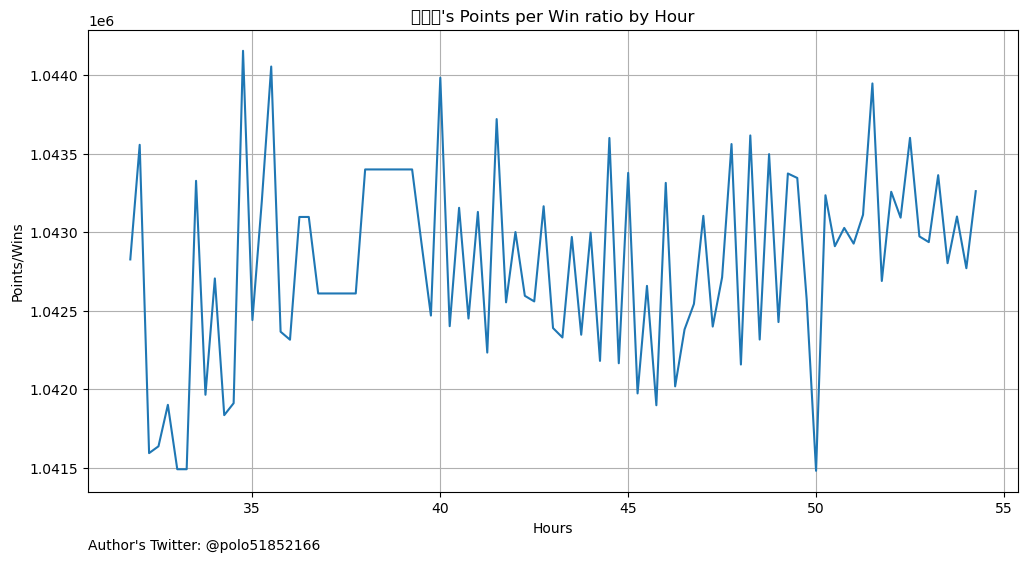 's Points per Win ratio by Hour
1e6
1.0440
1.0435
1.0430
1.0425
1.0420
1.0415
Points/Wins
35 40 45 50 55
Hours
Author's Twitter: @polo51852166